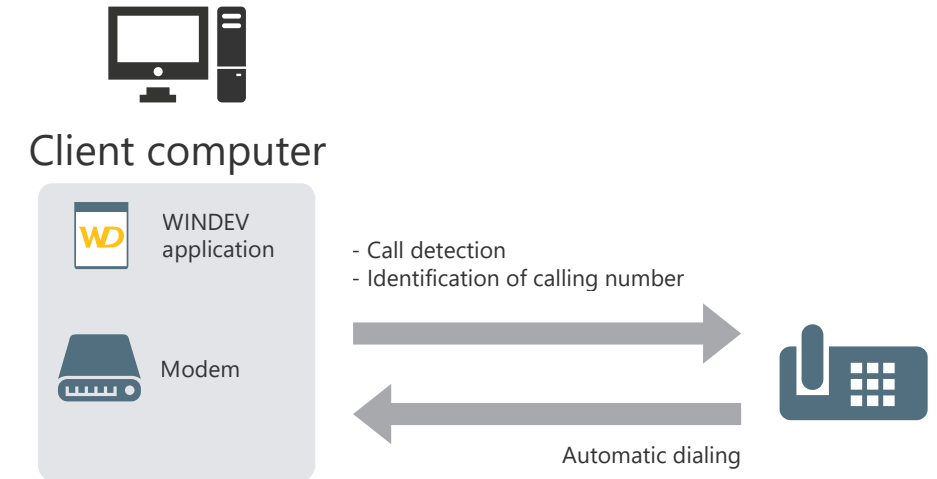 Client computer
WD
WINDEV
application
- Call detection
- Identification of calling number
Modem
Automatic dialing